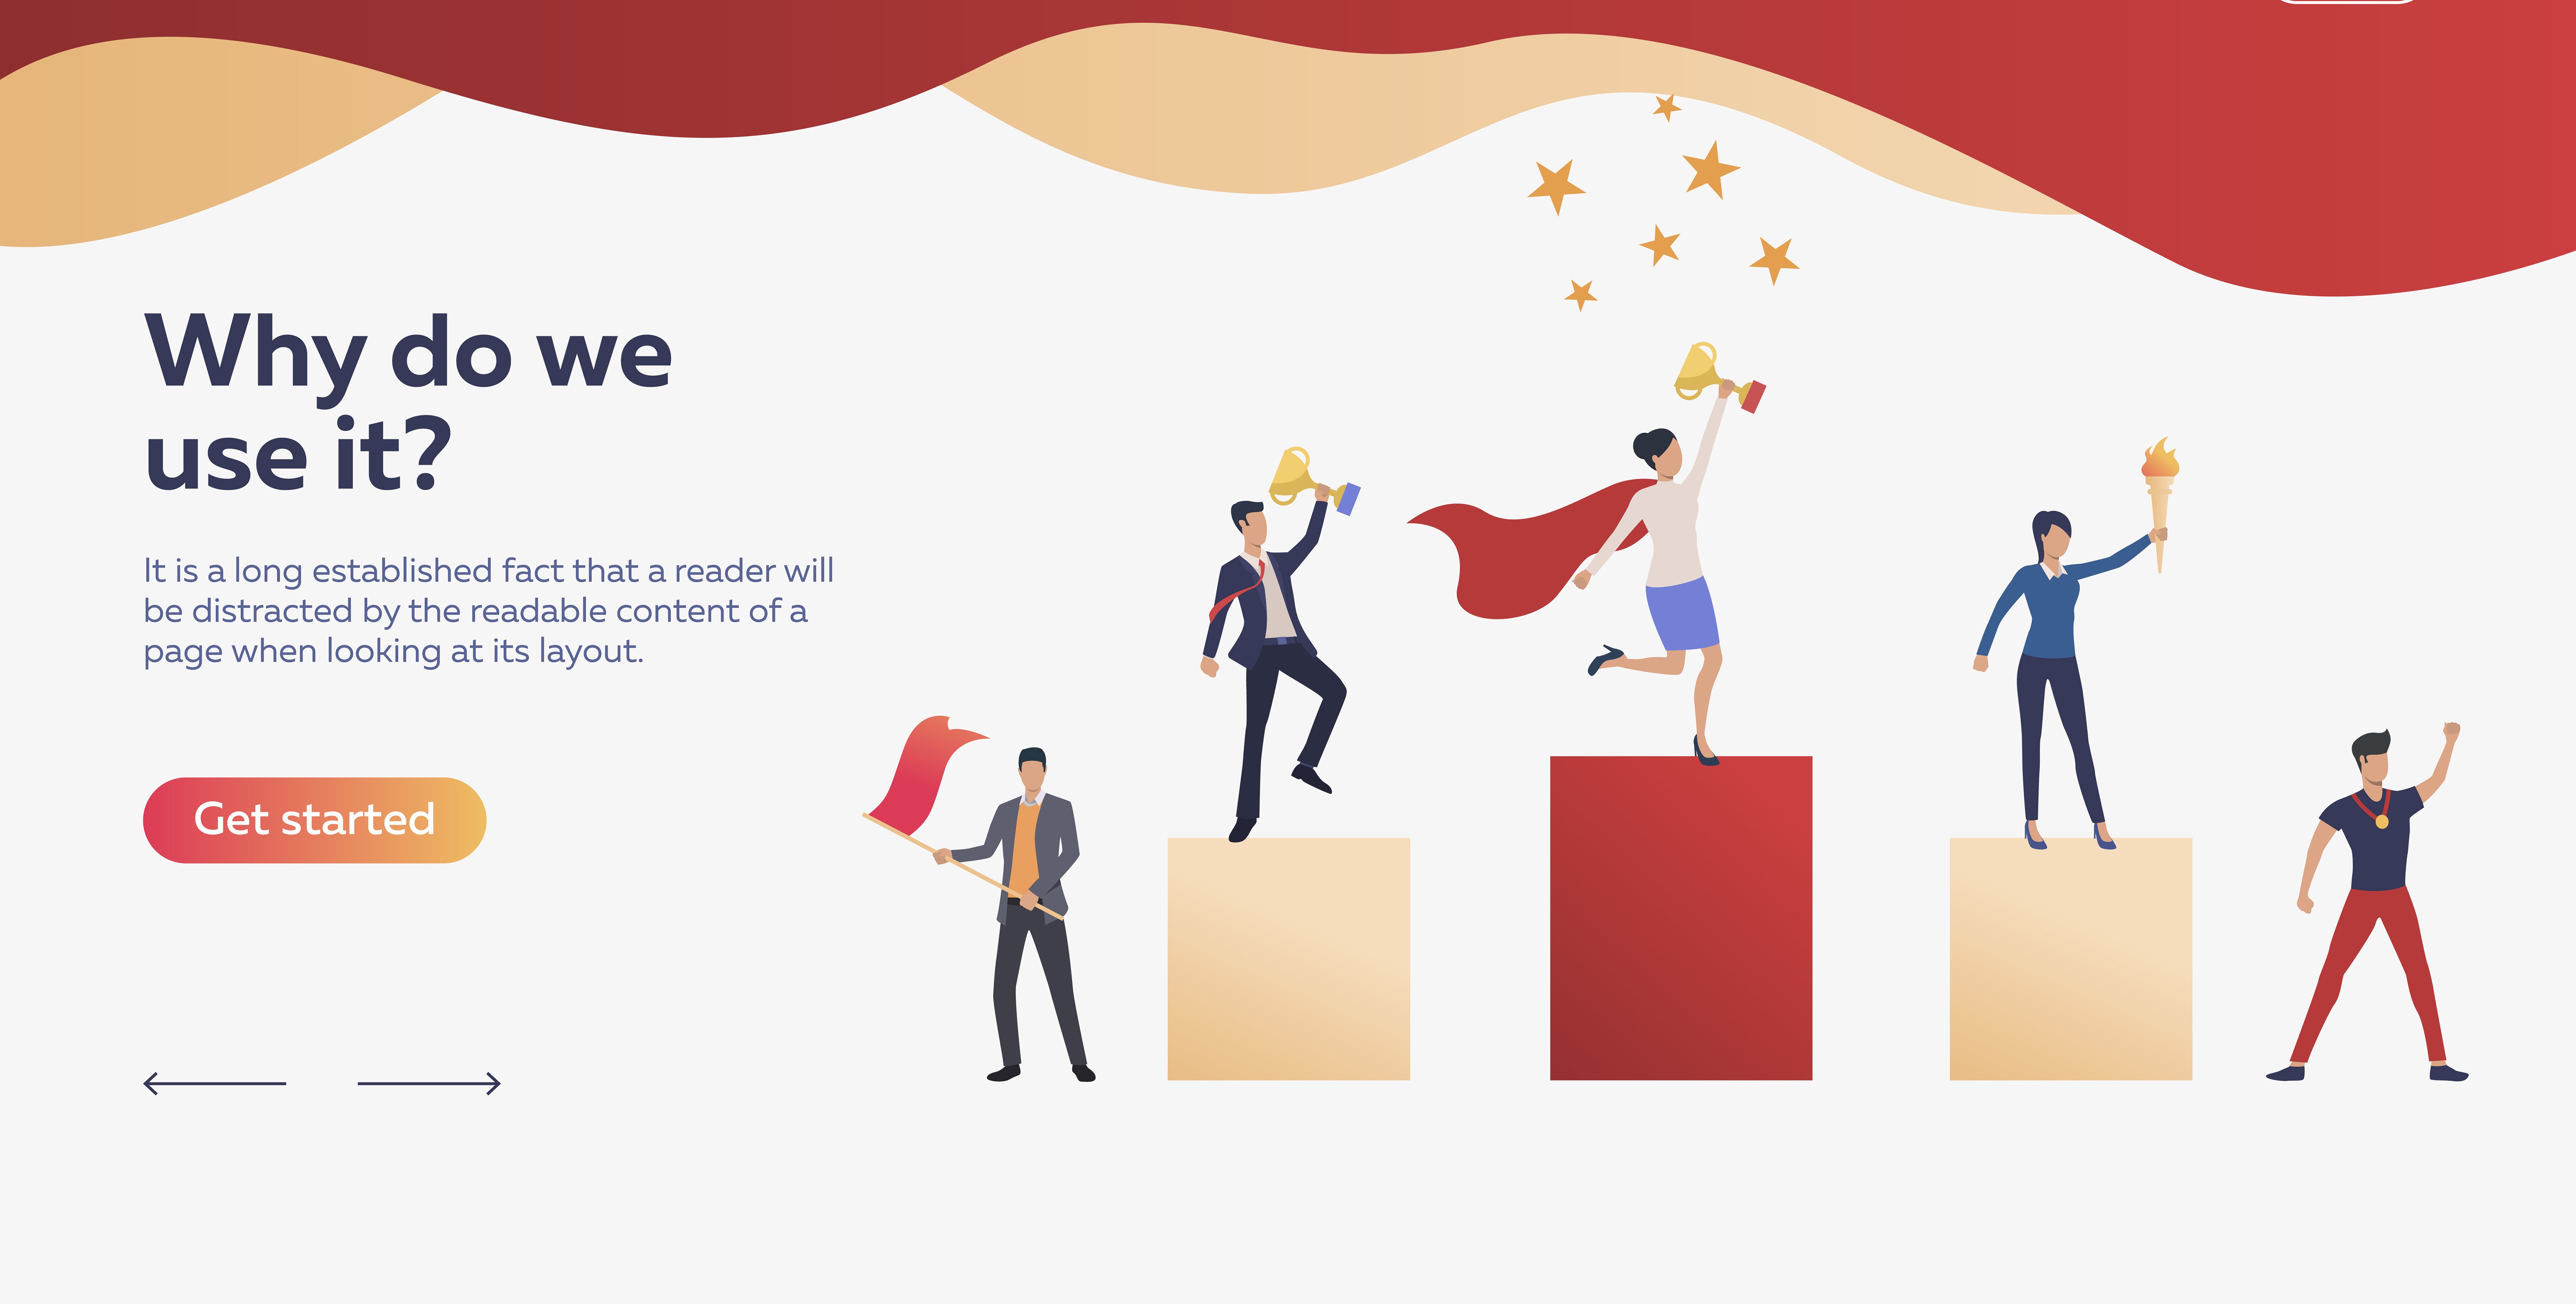 Why do we
use it?
It is a long established fact that a reader will
be distracted by the readable content of a
page when looking at its layout.
Get started